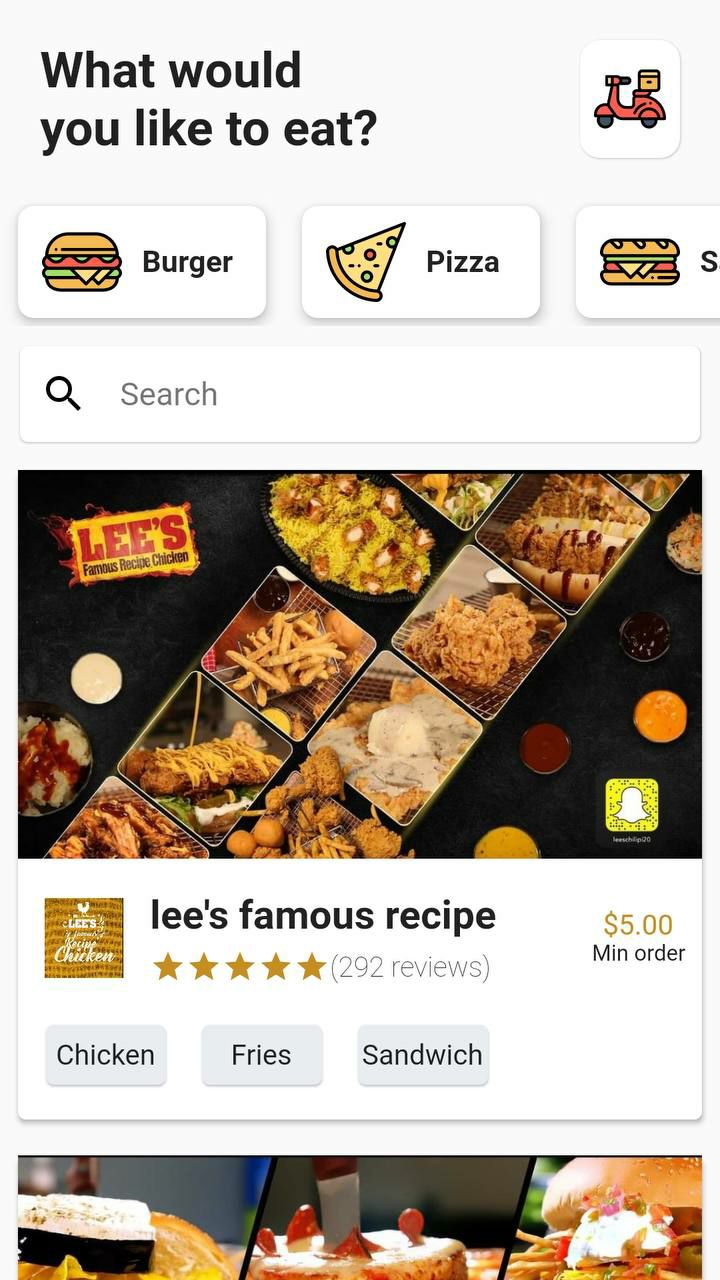 What would
you like to eat?
Burger
Pizza
S
Search
LEE'S
Famous Recipe Chicken
leeschilipi20
LEE'S
famous
Recipe
Chicken
lee's famous recipe
(292 reviews)
$5.00
Min order
Chicken
Fries
Sandwich